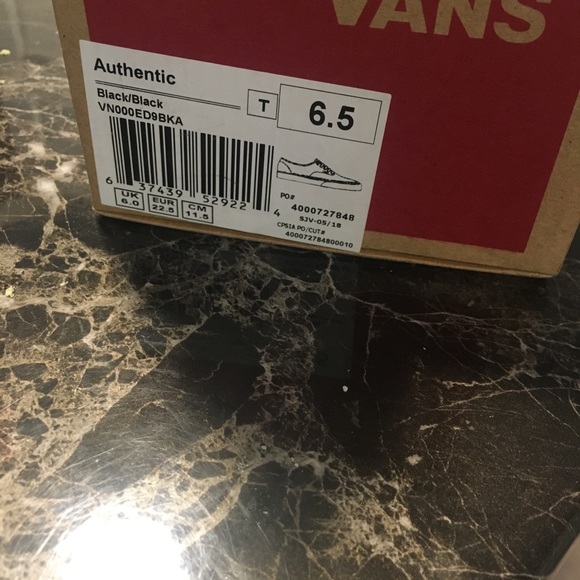 VANS
Authentic
Black/Black
VN000ED9BKA
T
6.5
6 37439 52922 4
UK 6.0
EUR 22.5
CM 11.5
PO#
4000727848
SJV-05/18
CPSIA PO/CUT#
400072784800010